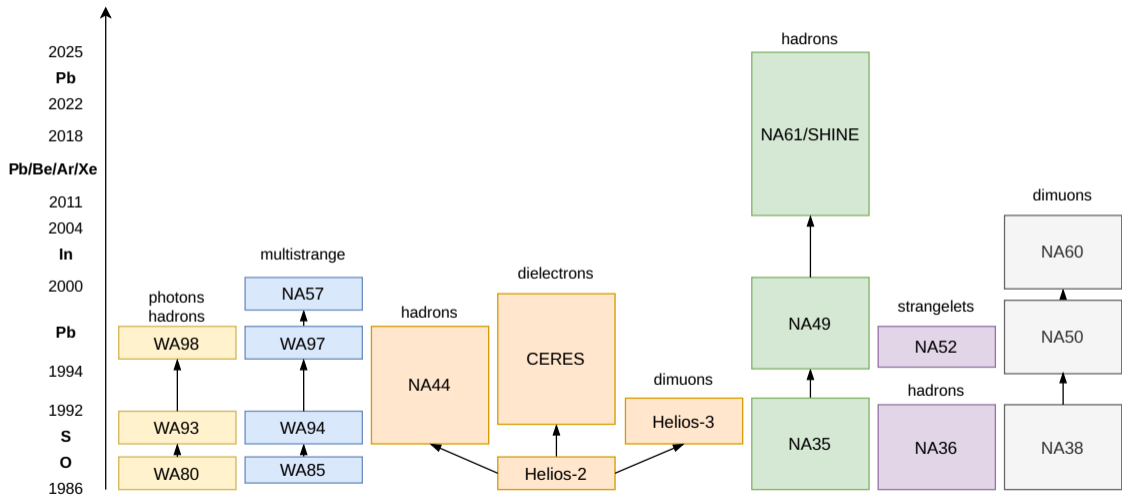 2025
Pb
2022
2018
Pb/Be/Ar/Xe
2011
2004
In
2000
Pb
1994
1992
S
O
1986
photons
hadrons
WA98
WA93
WA80
multistrange
NA57
WA97
WA94
WA85
hadrons
NA44
dielectrons
CERES
Helios-2
dimuons
Helios-3
hadrons
NA61/SHINE
NA49
NA35
strangelets
NA52
hadrons
NA36
dimuons
NA60
NA50
NA38